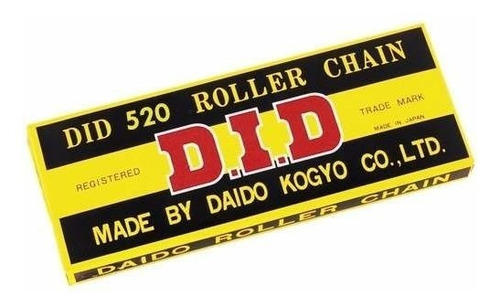 DID 520 ROLLER CHAIN
REGISTERED
D.I.D
TRADE MARK
MADE IN JAPAN
MADE BY DAIDO KOGYO CO.,LTD.
DAIDO ROLLER CHAIN